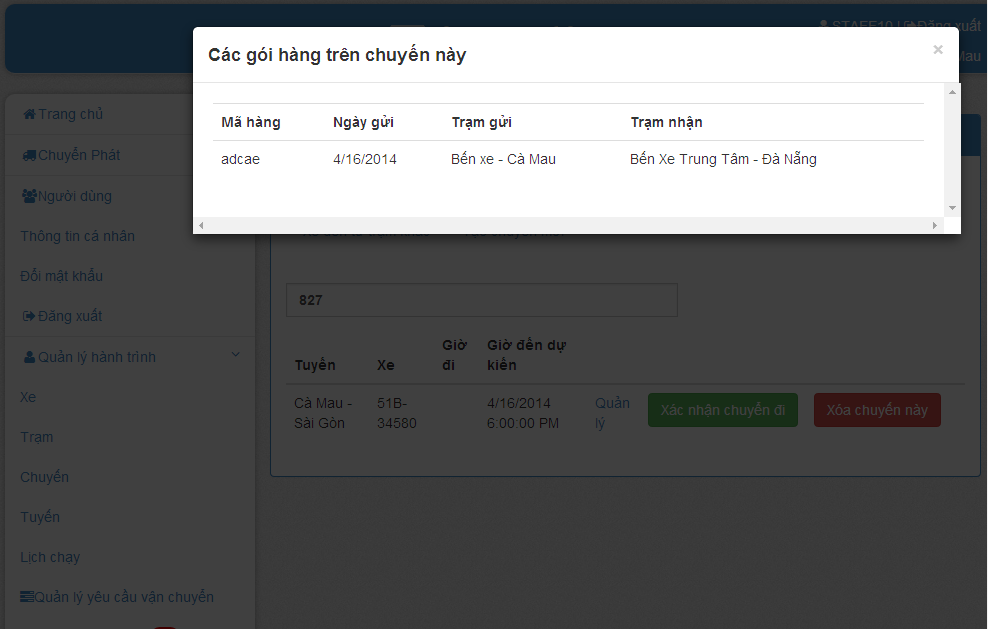 STAFF10 | Đăng xuất
Mau
Các gói hàng trên chuyến này ×
Mã hàng Ngày gửi Trạm gửi Trạm nhận
adcae 4/16/2014 Bến xe - Cà Mau Bến Xe Trung Tâm - Đà Nẵng
Trang chủ
Chuyển Phát
Người dùng
Thông tin cá nhân
Đổi mật khẩu
Đăng xuất
Quản lý hành trình
Xe
Trạm
Chuyến
Tuyến
Lịch chạy
Quản lý yêu cầu vận chuyển
827
Tuyến Xe Giờ đi Giờ đến dự kiến
Cà Mau - 51B- 4/16/2014 Quản Xác nhận chuyến đi Xóa chuyến này
Sài Gòn 34580 6:00:00 PM lý